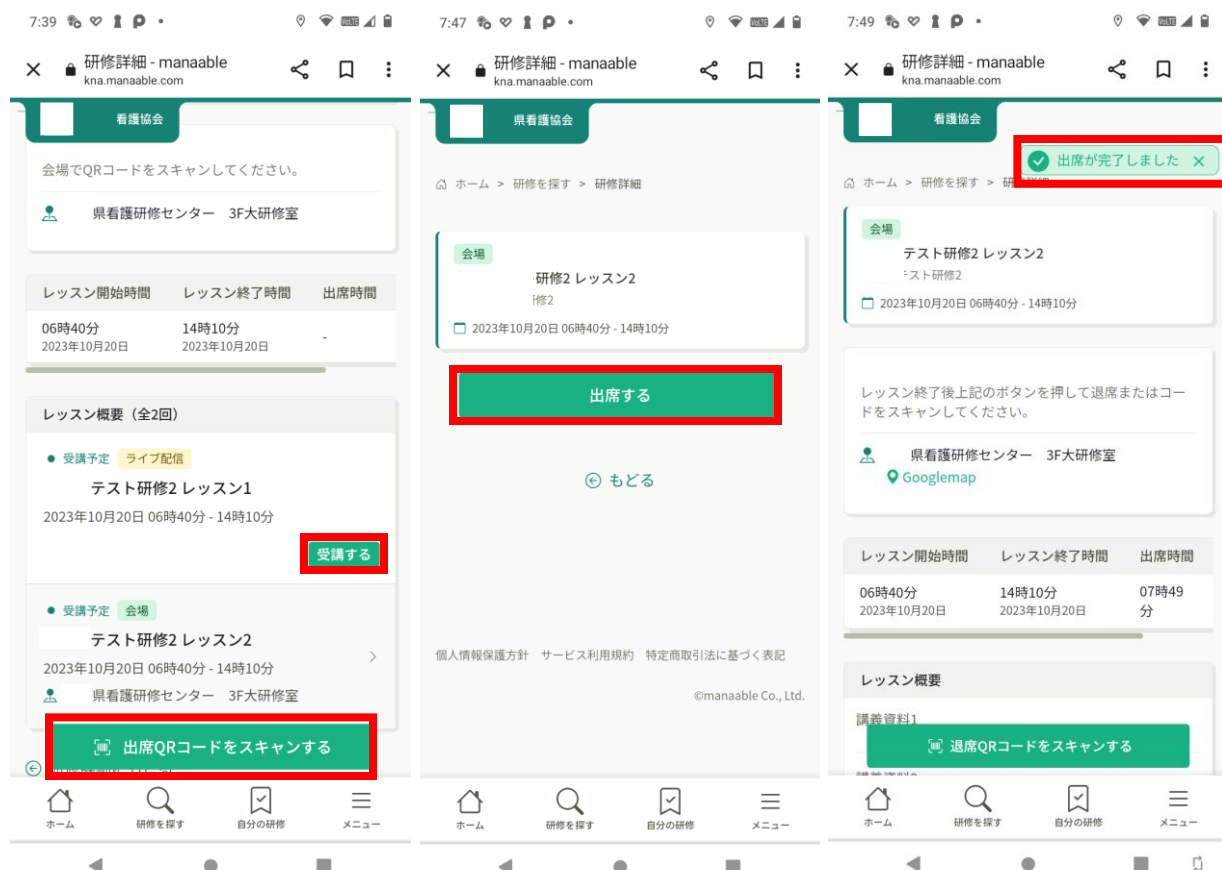 7:39
研修詳細 - manaable
kna.manaable.com
看護協会
会場でQRコードをスキャンしてください。
県看護研修センター 3F大研修室
レッスン開始時間 レッスン終了時間 出席時間
06時40分 14時10分 -
2023年10月20日 2023年10月20日
レッスン概要（全2回）
受講予定 ライブ配信
テスト研修2 レッスン1
2023年10月20日 06時40分 - 14時10分
受講する
受講予定 会場
テスト研修2 レッスン2
2023年10月20日 06時40分 - 14時10分
県看護研修センター 3F大研修室
出席QRコードをスキャンする
ホーム 研修を探す 自分の研修 メニュー
7:47
研修詳細 - manaable
kna.manaable.com
県看護協会
ホーム > 研修を探す > 研修詳細
会場
研修2 レッスン2
修2
2023年10月20日 06時40分 - 14時10分
出席する
もどる
個人情報保護方針 サービス利用規約 特定商取引法に基づく表記
©manaable Co., Ltd.
ホーム 研修を探す 自分の研修 メニュー
7:49
研修詳細 - manaable
kna.manaable.com
看護協会
出席が完了しました ×
ホーム > 研修を探す > 研修詳細
会場
テスト研修2 レッスン2
テスト研修2
2023年10月20日 06時40分 - 14時10分
レッスン終了後上記のボタンを押して退席またはコー
ドをスキャンしてください。
県看護研修センター 3F大研修室
Googlemap
レッスン開始時間 レッスン終了時間 出席時間
06時40分 14時10分 07時49
2023年10月20日 2023年10月20日 分
レッスン概要
講義資料1
退席QRコードをスキャンする
ホーム 研修を探す 自分の研修 メニュー